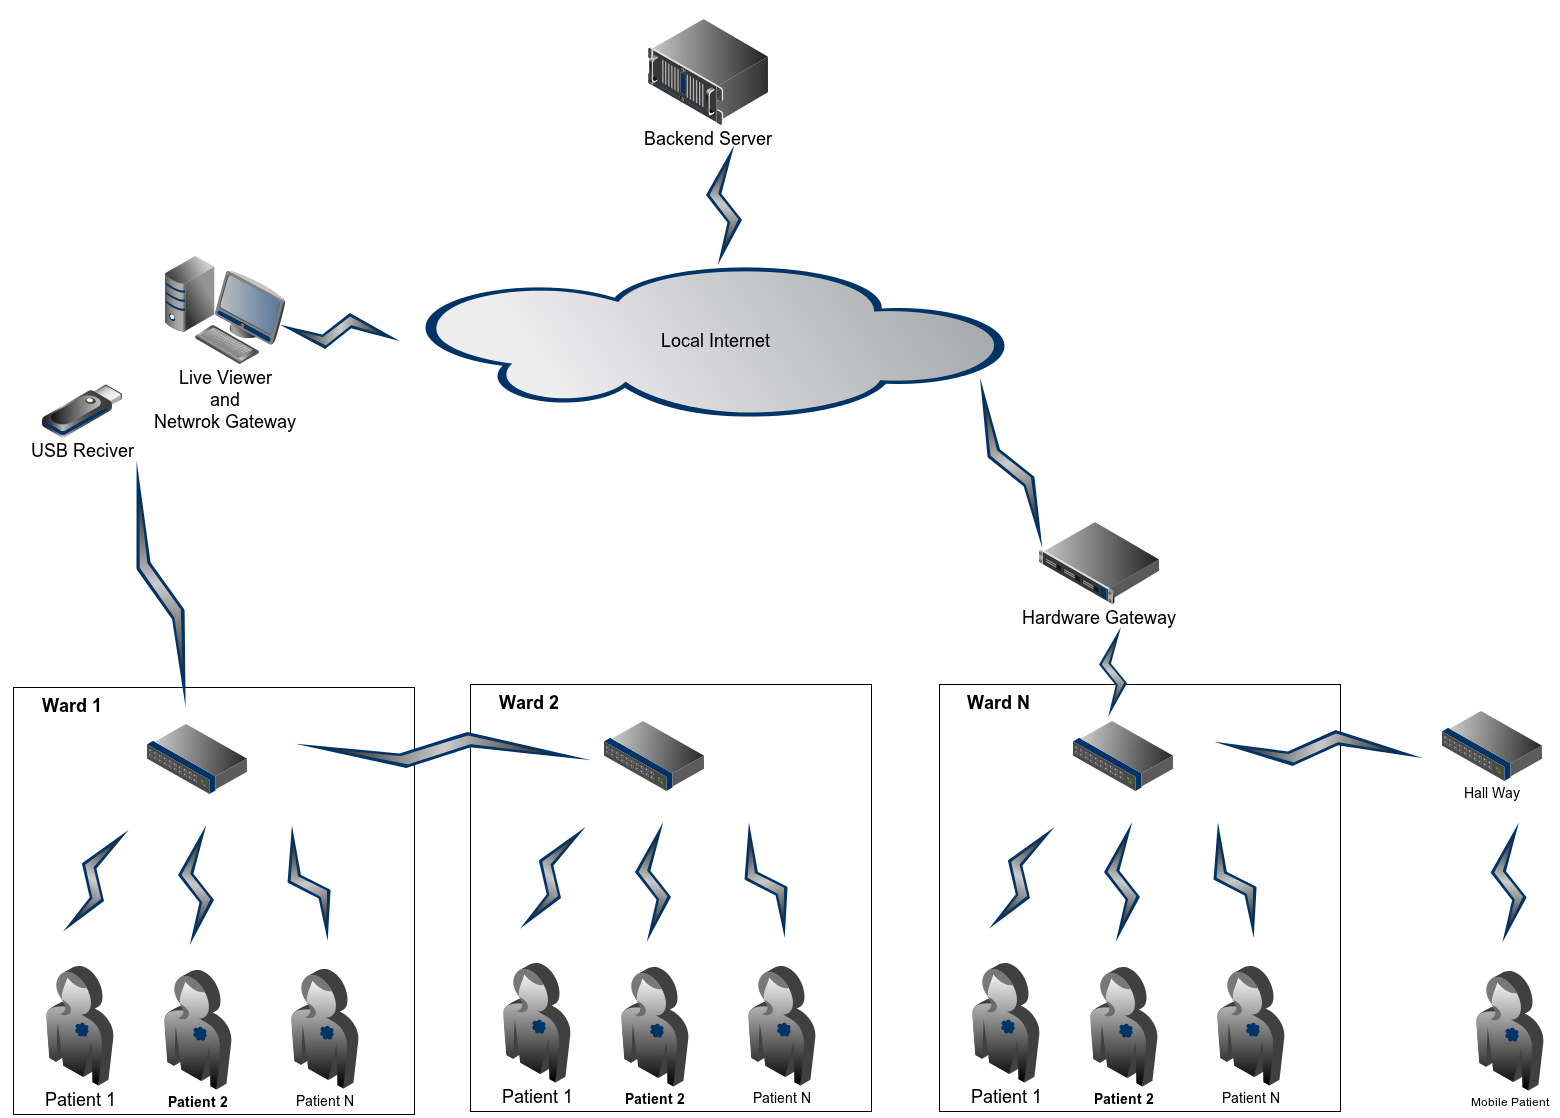 Backend Server
Local Internet
Live Viewer
and
Netwrok Gateway
USB Reciver
Hardware Gateway
Ward 1
Ward 2
Ward N
Hall Way
Patient 1
Patient 2
Patient N
Patient 1
Patient 2
Patient N
Patient 1
Patient 2
Patient N
Mobile Patient